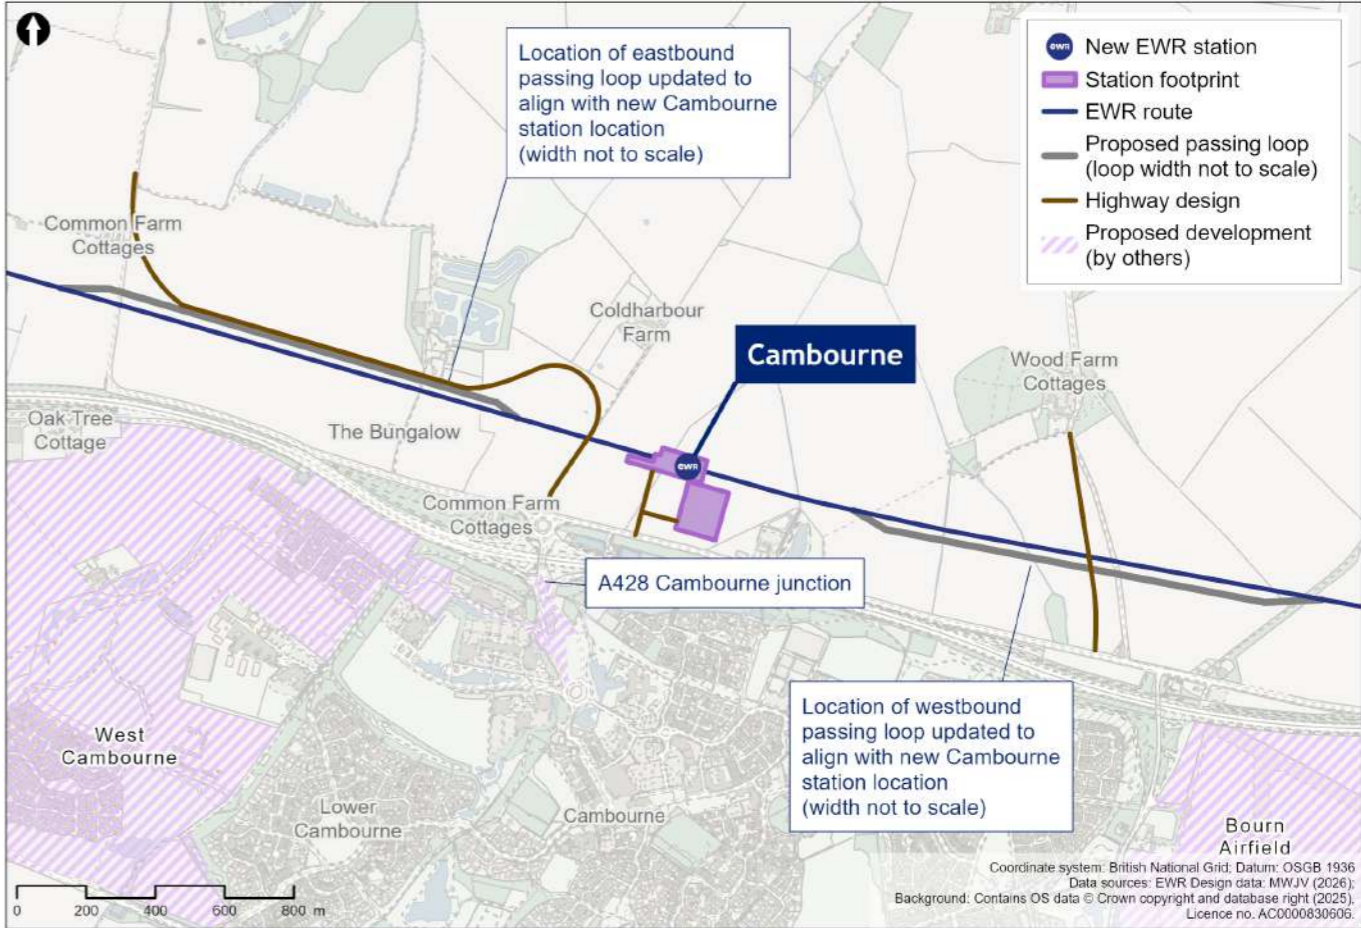 Location of eastbound
passing loop updated to
align with new Cambourne
station location
(width not to scale)
ewr
New EWR station
Station footprint
EWR route
Proposed passing loop
(loop width not to scale)
Highway design
Proposed development
(by others)
Common Farm
Cottages
Coldharbour
Farm
Cambourne
Wood Farm
Cottages
Oak Tree
Cottage
The Bungalow
ewr
Common Farm
Cottages
A428 Cambourne junction
Location of westbound
passing loop updated to
align with new Cambourne
station location
(width not to scale)
West
Cambourne
Lower
Cambourne
Cambourne
Bourn
Airfield
0 200 400 600 800 m
Coordinate system: British National Grid; Datum: OSGB 1936
Data sources: EWR Design data: MWJV (2026);
Background: Contains OS data © Crown copyright and database right (2025),
Licence no. AC0000830606.